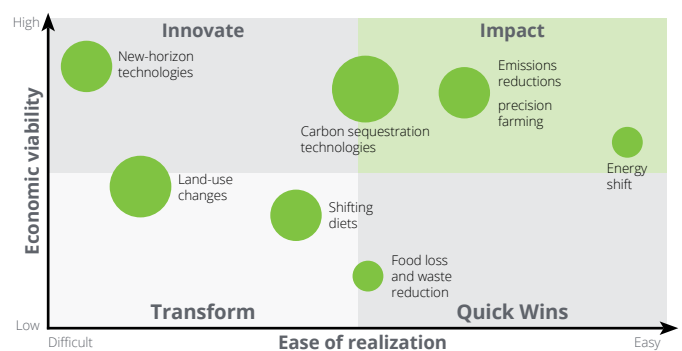 High
Innovate
Impact
New-horizon
technologies
Emissions
reductions
precision
farming
Carbon sequestration
technologies
Energy
shift
Economic viability
Land-use
changes
Shifting
diets
Food loss
and waste
reduction
Transform
Quick Wins
Low
Difficult
Ease of realization
Easy